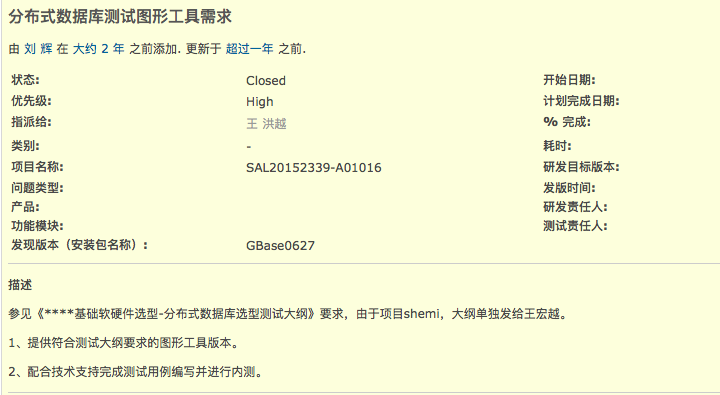 分布式数据库测试图形工具需求
由 刘 辉 在 大约 2 年 之前添加. 更新于 超过一年 之前.
状态: Closed 开始日期:
优先级: High 计划完成日期:
指派给: 王 洪越 % 完成:
类别: - 耗时:
项目名称: SAL20152339-A01016 研发目标版本:
问题类型: 发版时间:
产品: 研发责任人:
功能模块: 测试责任人:
发现版本（安装包名称）: GBase0627
描述
参见《****基础软硬件选型-分布式数据库选型测试大纲》要求，由于项目shemi，大纲单独发给王宏越。
1、提供符合测试大纲要求的图形工具版本。
2、配合技术支持完成测试用例编写并进行内测。